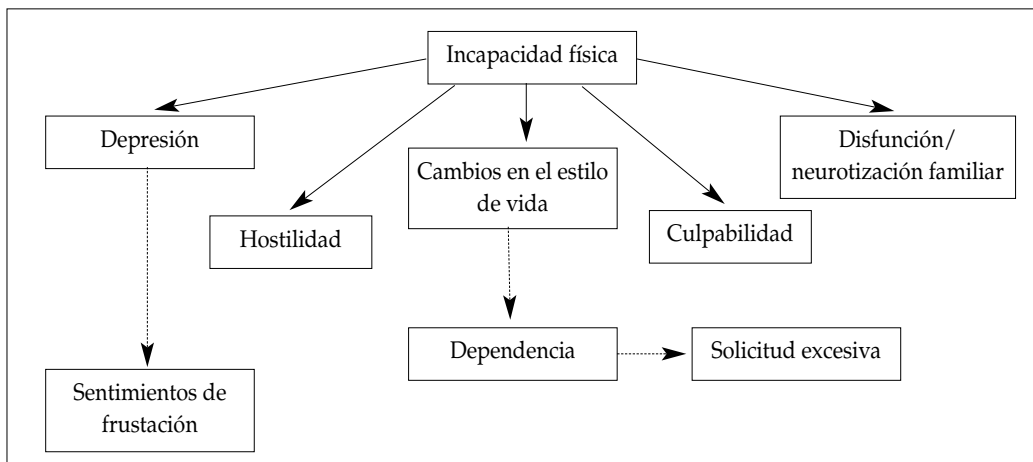 Incapacidad física
Depresión
Disfunción/
neurotización familiar
Cambios en el estilo
de vida
Hostilidad
Culpabilidad
Dependencia
Solicitud excesiva
Sentimientos de
frustación